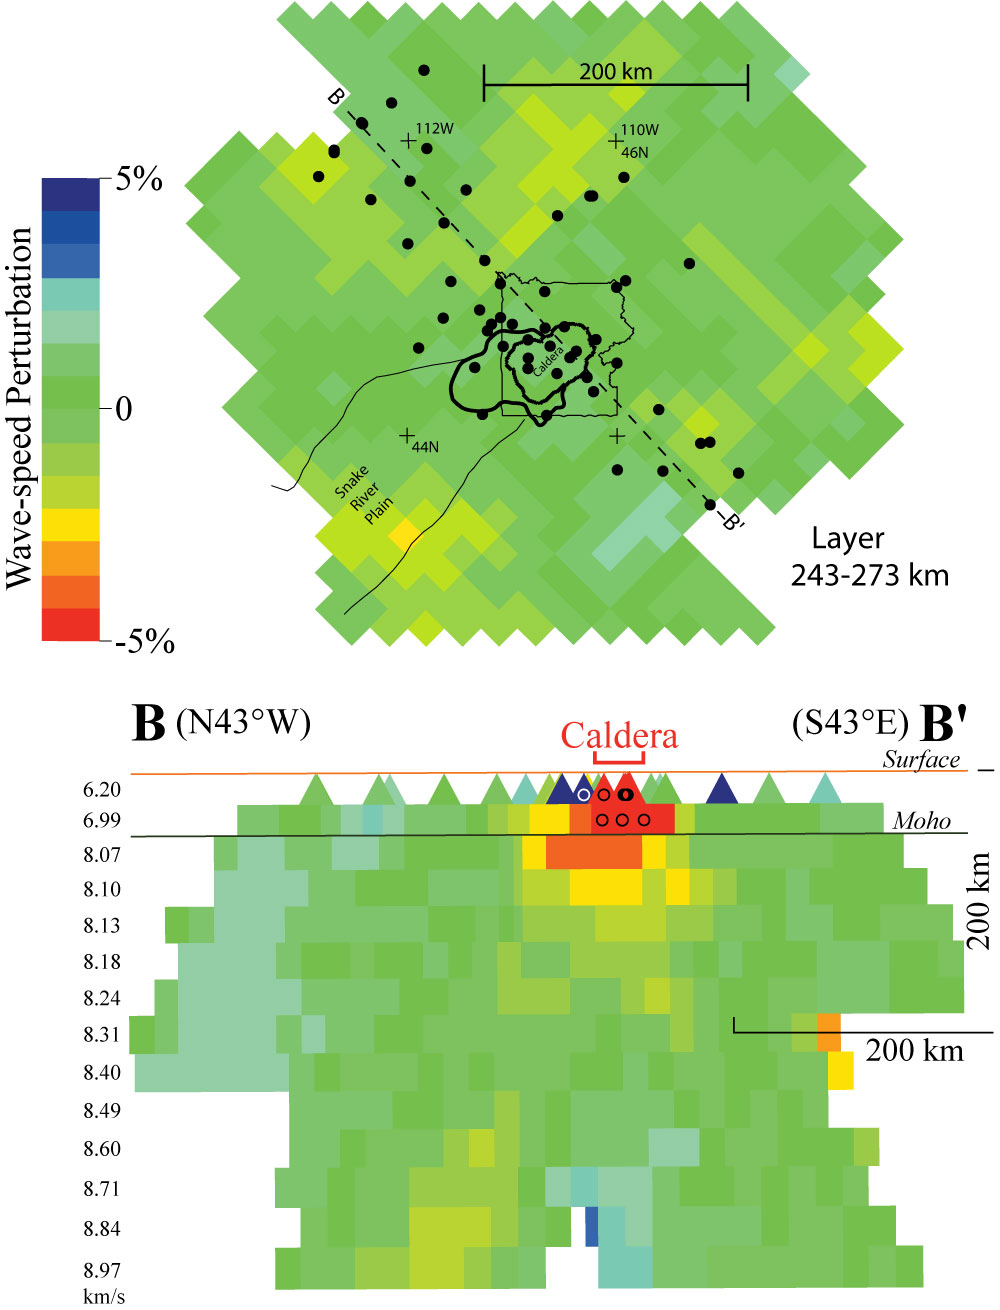 200 km
B
112W
110W
46N
5%
0
-5%
Wave-speed Perturbation
Caldera
44N
Snake
River
Plain
B'
Layer
243-273 km
B (N43°W)
(S43°E) B'
Caldera
Surface
6.20
6.99
Moho
8.07
8.10
8.13
8.18
8.24
8.31
8.40
8.49
8.60
8.71
8.84
8.97
km/s
200 km
200 km